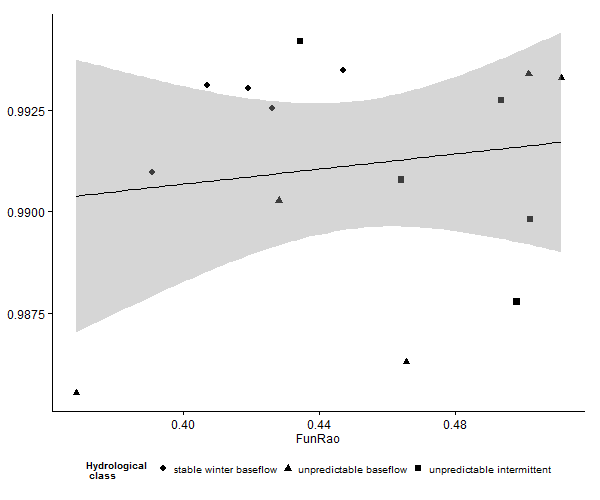 0.9925
0.9900
0.9875
0.40 0.44 0.48
FunRao
Hydrological class stable winter baseflow unpredictable baseflow unpredictable intermittent